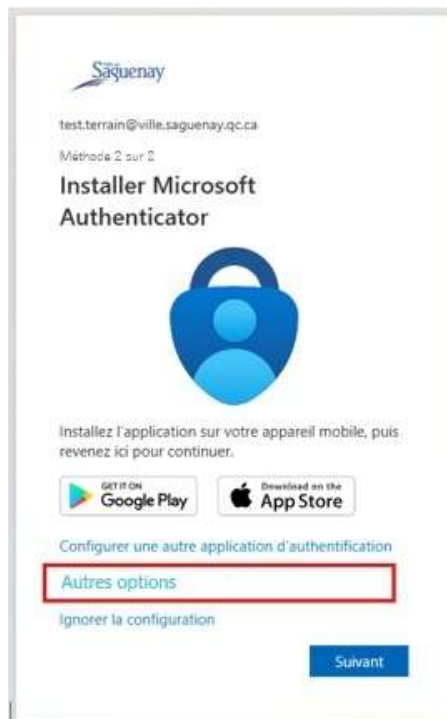 Ville de
Saguenay
test.terrain@ville.saguenay.qc.ca
Méthode 2 sur 2
Installer Microsoft
Authenticator
Installez l'application sur votre appareil mobile, puis
revenez ici pour continuer.
GET IT ON
Google Play
Download on the
App Store
Configurer une autre application d'authentification
Autres options
Ignorer la configuration
Suivant